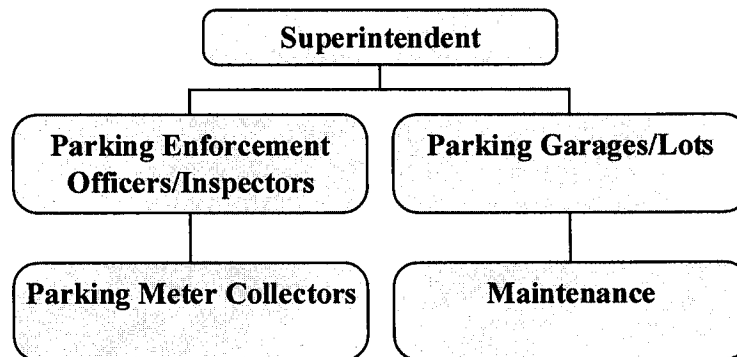 Superintendent
Parking Enforcement
Officers/Inspectors
Parking Garages/Lots
Parking Meter Collectors
Maintenance